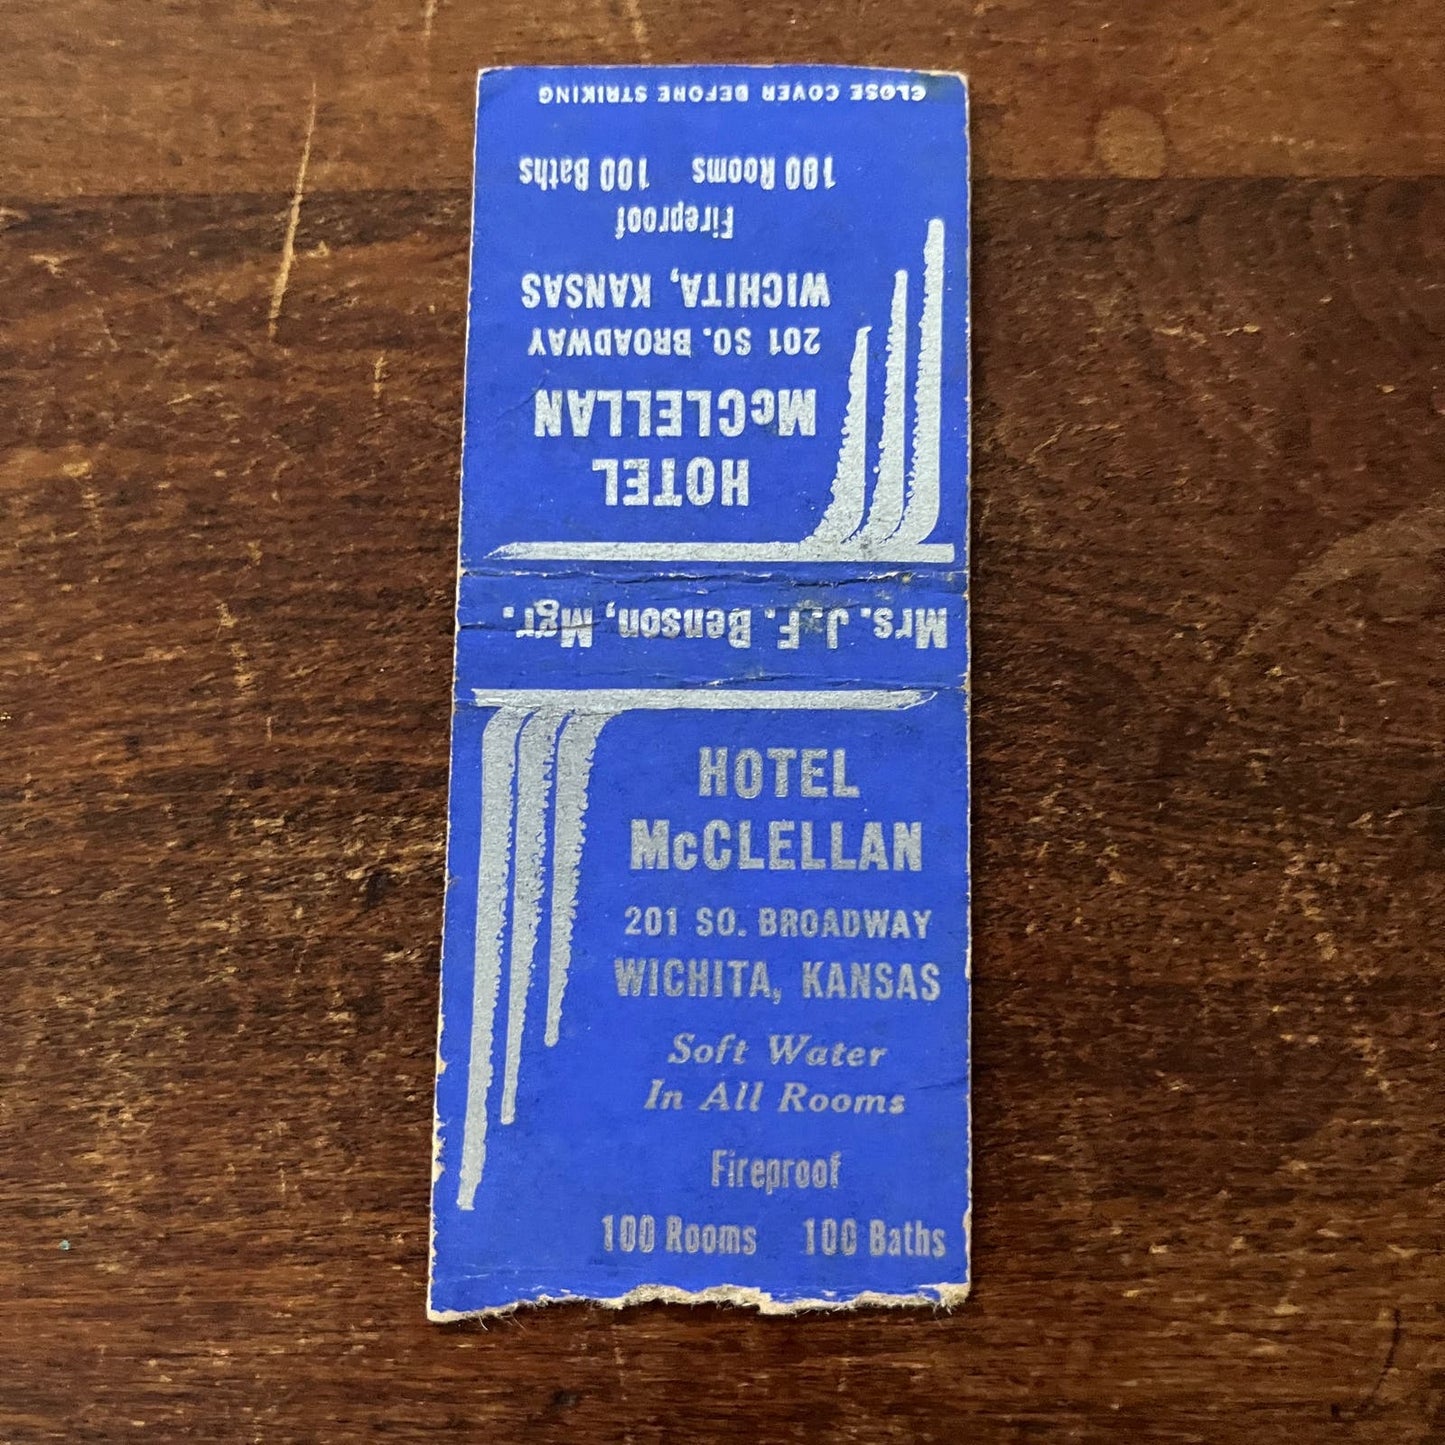 CLOSE COVER BEFORE STRIKING
HOTEL
McCLELLAN
201 SO. BROADWAY
WICHITA, KANSAS
Fireproof
100 Rooms 100 Baths
Mrs. J. F. Benson, Mgr.
HOTEL
McCLELLAN
201 SO. BROADWAY
WICHITA, KANSAS
Soft Water
In All Rooms
Fireproof
100 Rooms 100 Baths